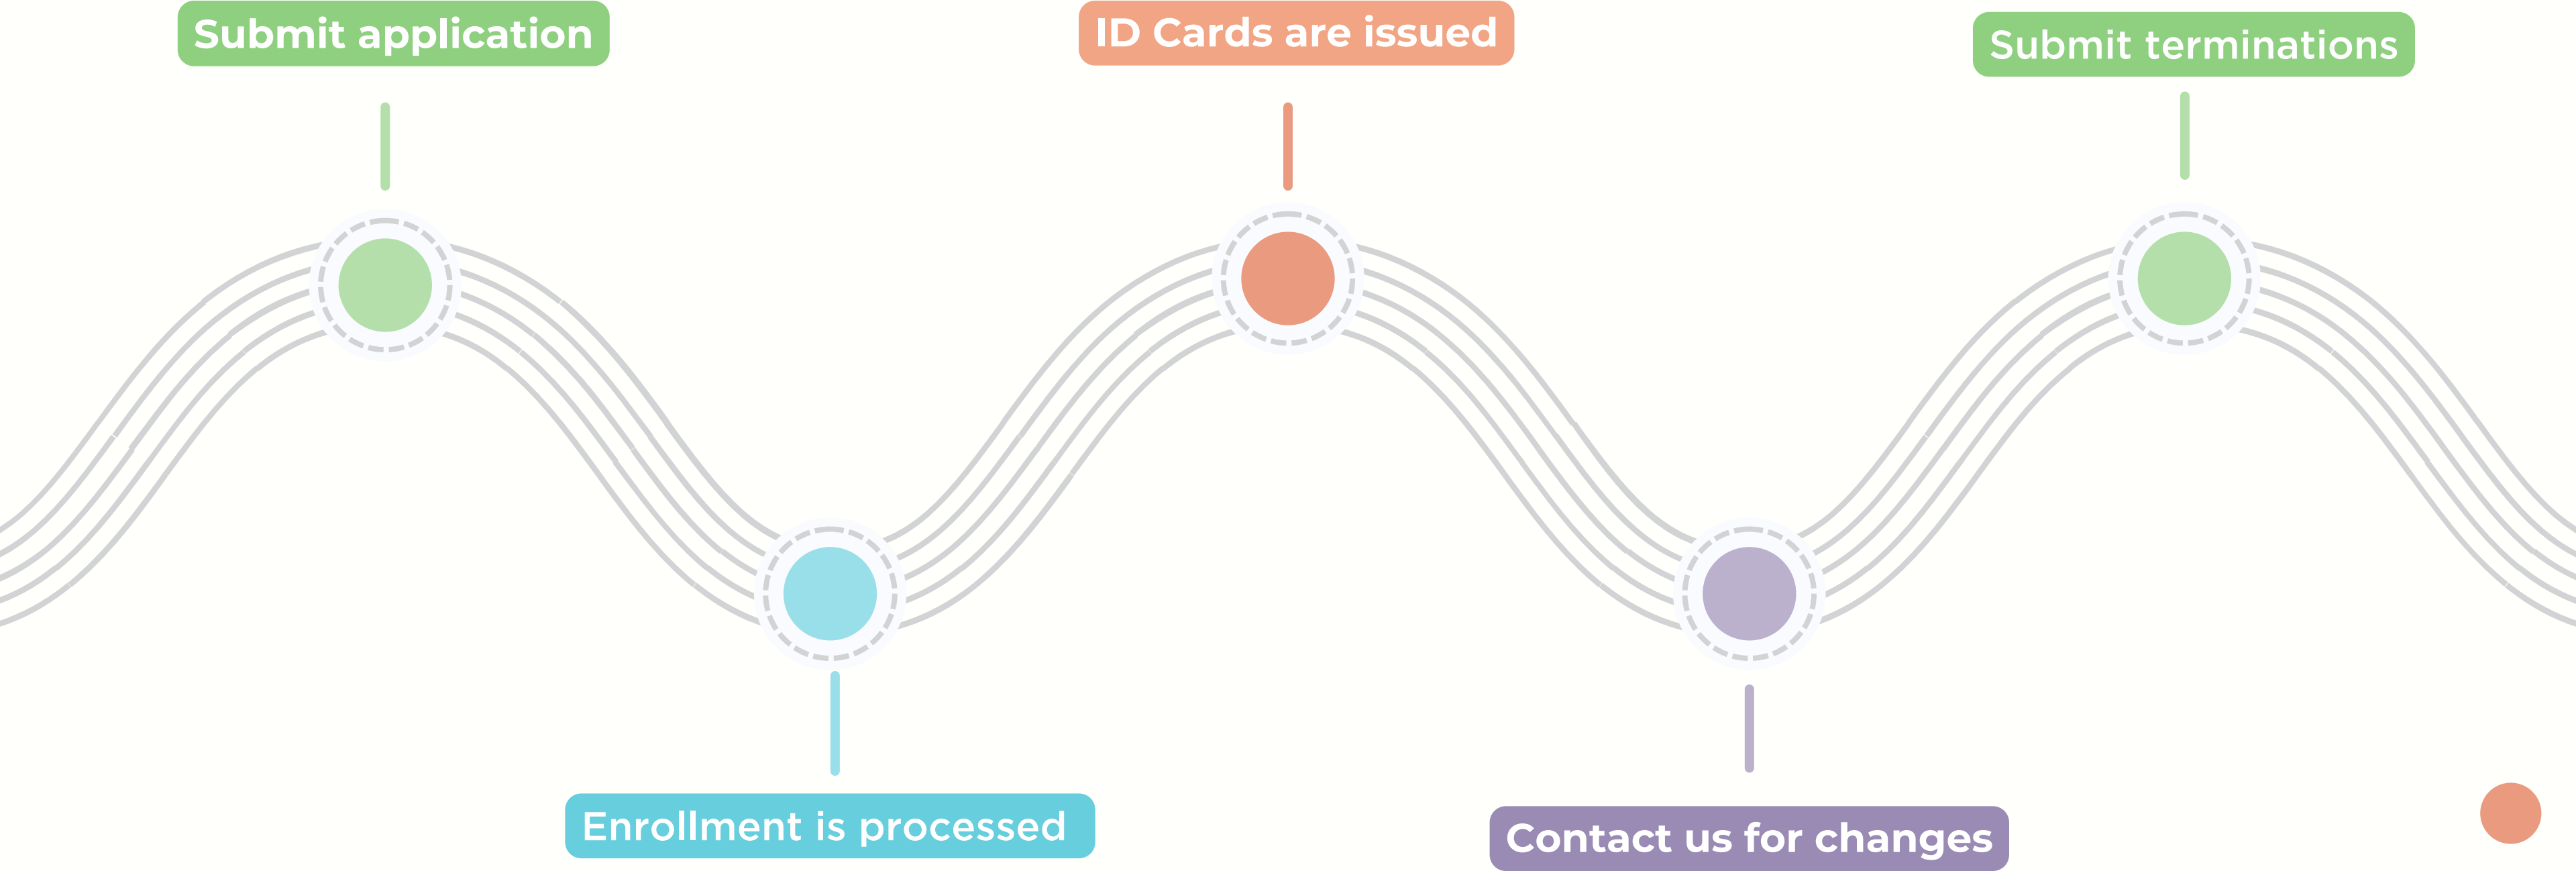 Submit application
Enrollment is processed
ID Cards are issued
Contact us for changes
Submit terminations